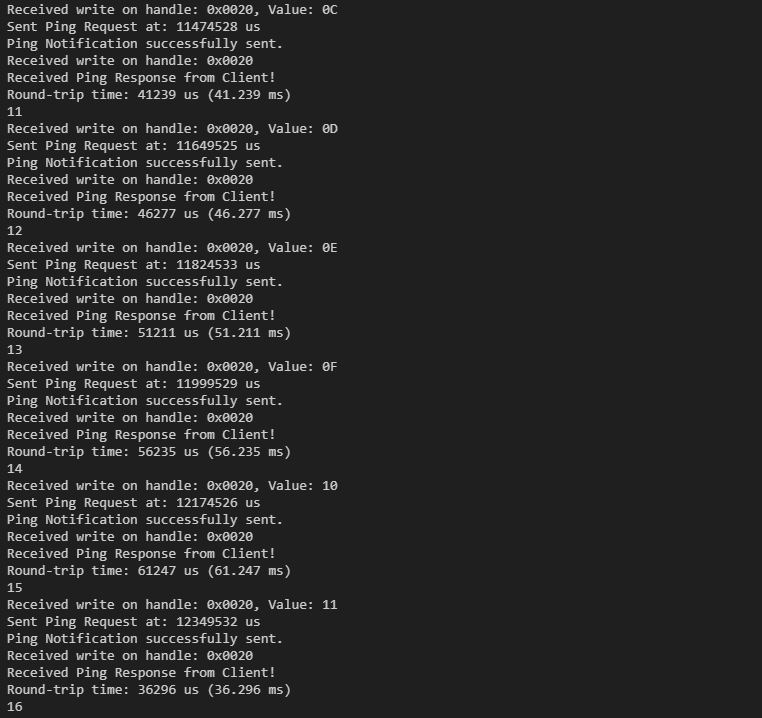 Received write on handle: 0x0020, Value: 0C
Sent Ping Request at: 11474528 us
Ping Notification successfully sent.
Received write on handle: 0x0020
Received Ping Response from Client!
Round-trip time: 41239 us (41.239 ms)
11
Received write on handle: 0x0020, Value: 0D
Sent Ping Request at: 11649525 us
Ping Notification successfully sent.
Received write on handle: 0x0020
Received Ping Response from Client!
Round-trip time: 46277 us (46.277 ms)
12
Received write on handle: 0x0020, Value: 0E
Sent Ping Request at: 11824533 us
Ping Notification successfully sent.
Received write on handle: 0x0020
Received Ping Response from Client!
Round-trip time: 51211 us (51.211 ms)
13
Received write on handle: 0x0020, Value: 0F
Sent Ping Request at: 11999529 us
Ping Notification successfully sent.
Received write on handle: 0x0020
Received Ping Response from Client!
Round-trip time: 56235 us (56.235 ms)
14
Received write on handle: 0x0020, Value: 10
Sent Ping Request at: 12174526 us
Ping Notification successfully sent.
Received write on handle: 0x0020
Received Ping Response from Client!
Round-trip time: 61247 us (61.247 ms)
15
Received write on handle: 0x0020, Value: 11
Sent Ping Request at: 12349532 us
Ping Notification successfully sent.
Received write on handle: 0x0020
Received Ping Response from Client!
Round-trip time: 36296 us (36.296 ms)
16